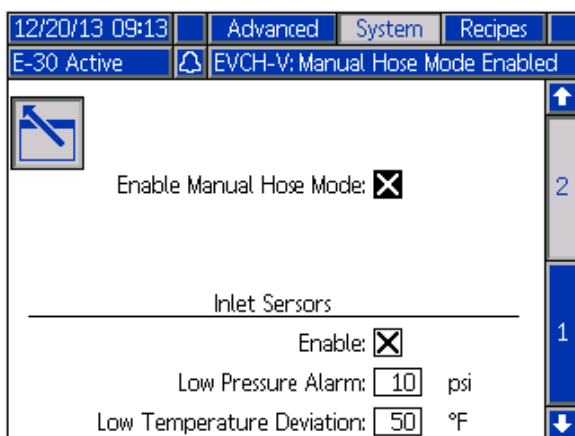 12/20/13 09:13 Advanced System Recipes
E-30 Active EVCH-V: Manual Hose Mode Enabled
Enable Manual Hose Mode:
2
Inlet Sersors
Enable:
1
Low Pressure Alarm: 10 psi
Low Temperature Deviation: 50 °F